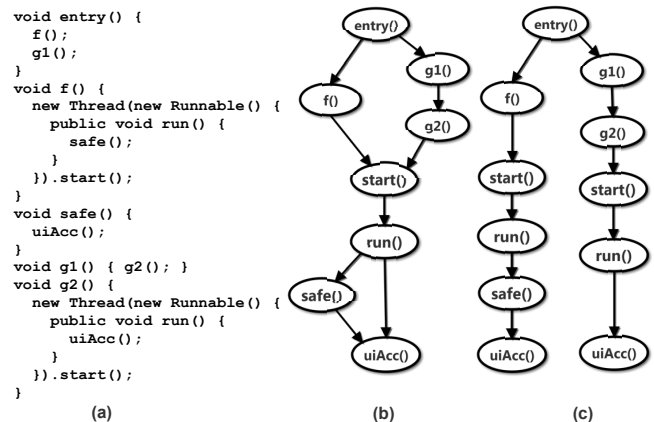 void entry() {
f();
g1();
}
void f() {
new Thread(new Runnable() {
public void run() {
safe();
}
}).start();
}
void safe() {
uiAcc();
}
void g1() { g2(); }
void g2() {
new Thread(new Runnable() {
public void run() {
uiAcc();
}
}).start();
}
(a)
entry()
g1()
f()
g2()
start()
run()
safe()
uiAcc()
(b)
entry()
g1()
f()
g2()
start()
start()
run()
run()
safe()
uiAcc()
uiAcc()
(c)